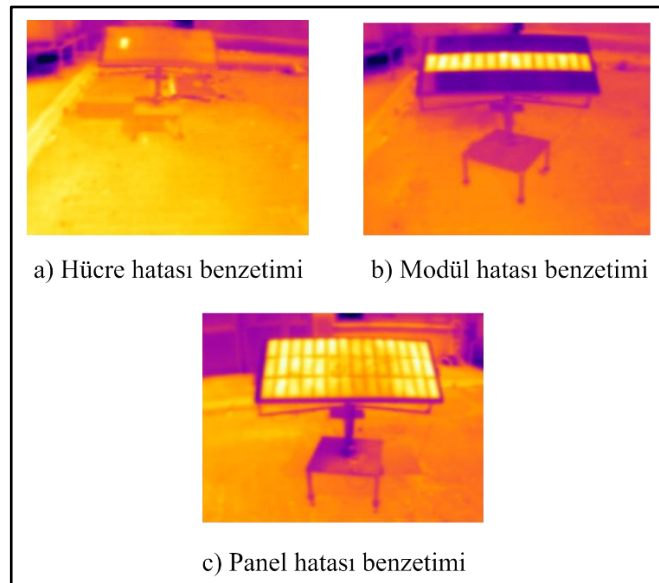 a) Hücre hatası benzetimi
b) Modül hatası benzetimi
c) Panel hatası benzetimi